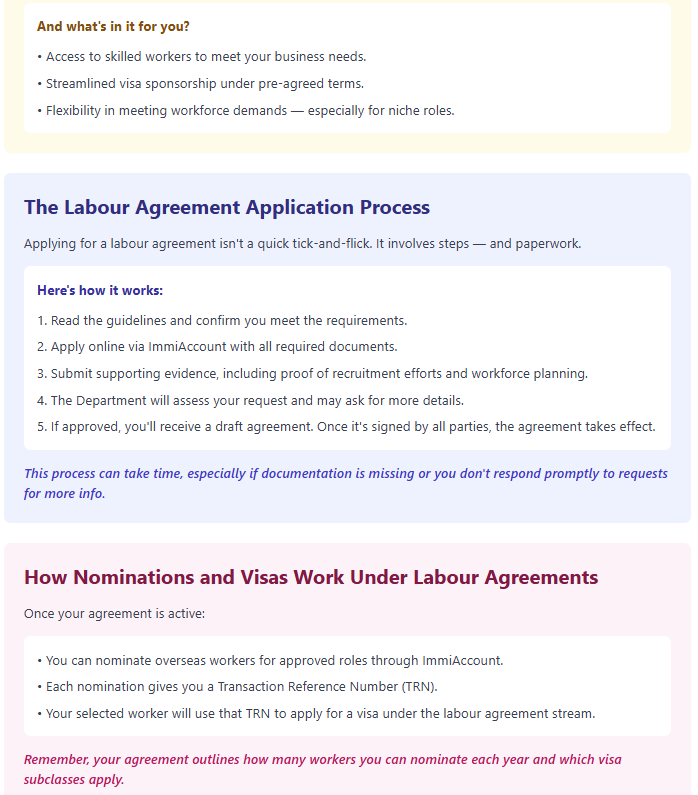 And what's in it for you?
• Access to skilled workers to meet your business needs.
• Streamlined visa sponsorship under pre-agreed terms.
• Flexibility in meeting workforce demands — especially for niche roles.
The Labour Agreement Application Process
Applying for a labour agreement isn't a quick tick-and-flick. It involves steps — and paperwork.
Here's how it works:
1. Read the guidelines and confirm you meet the requirements.
2. Apply online via ImmiAccount with all required documents.
3. Submit supporting evidence, including proof of recruitment efforts and workforce planning.
4. The Department will assess your request and may ask for more details.
5. If approved, you'll receive a draft agreement. Once it's signed by all parties, the agreement takes effect.
This process can take time, especially if documentation is missing or you don't respond promptly to requests
for more info.
How Nominations and Visas Work Under Labour Agreements
Once your agreement is active:
• You can nominate overseas workers for approved roles through ImmiAccount.
• Each nomination gives you a Transaction Reference Number (TRN).
• Your selected worker will use that TRN to apply for a visa under the labour agreement stream.
Remember, your agreement outlines how many workers you can nominate each year and which visa
subclasses apply.